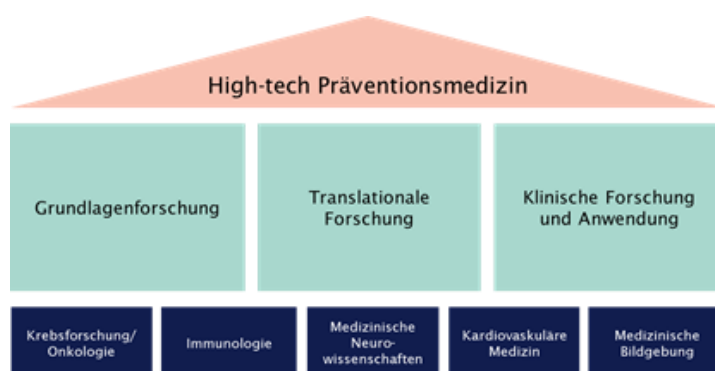 High-tech Präventionsmedizin
Grundlagenforschung
Translationale
Forschung
Klinische Forschung
und Anwendung
Krebsforschung/
Onkologie
Immunologie
Medizinische
Neuro-
wissenschaften
Kardiovaskuläre
Medizin
Medizinische
Bildgebung